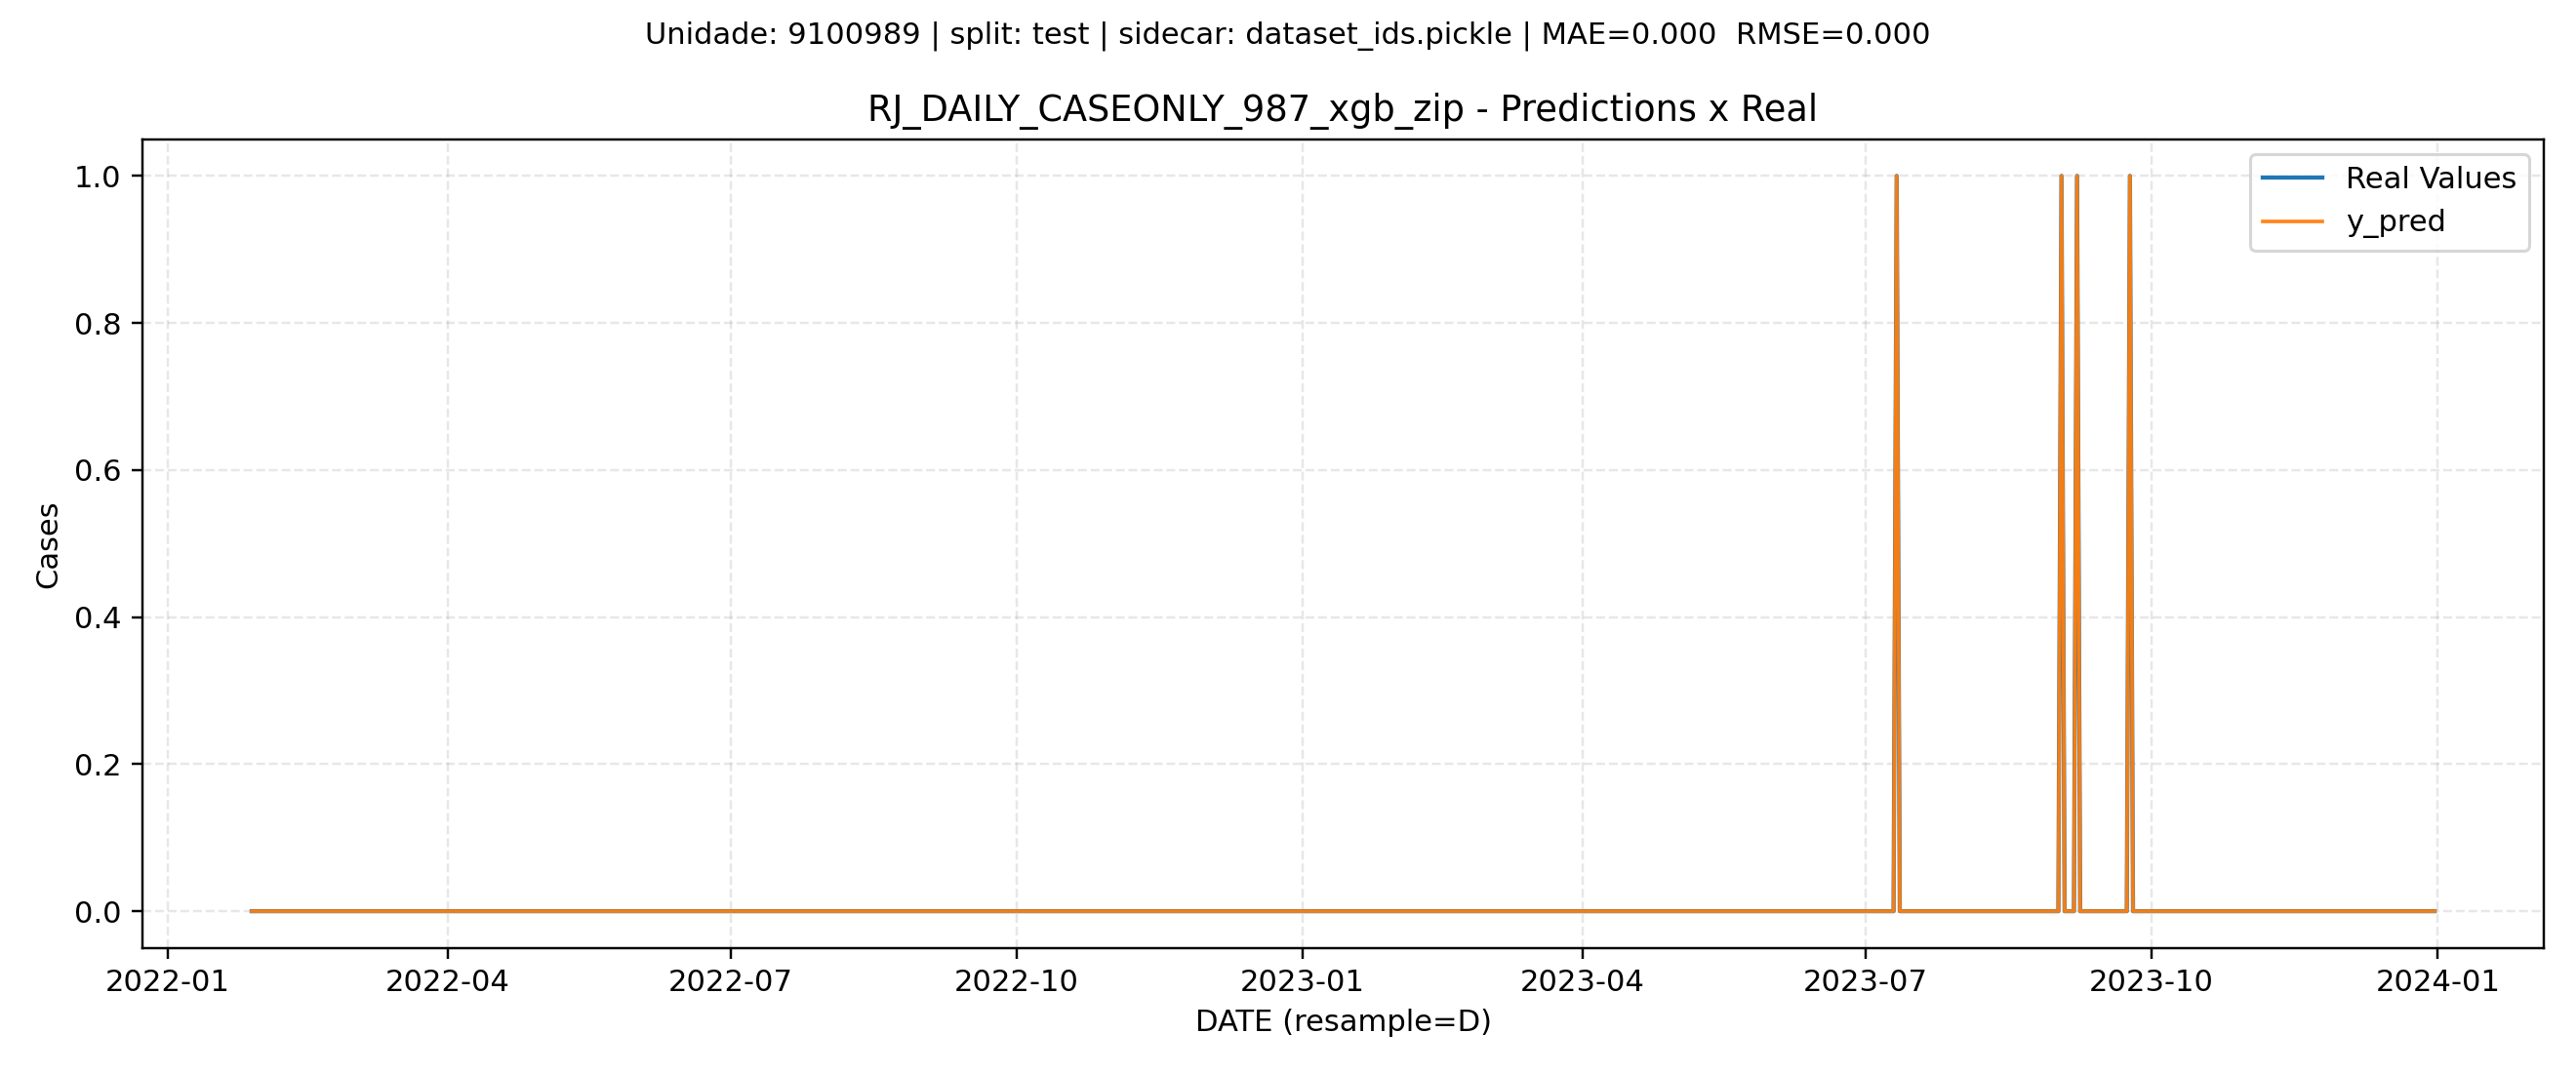 Unidade: 9100989 | split: test | sidecar: dataset_ids.pickle | MAE=0.000  RMSE=0.000
RJ_DAILY_CASEONLY_987_xgb_zip - Predictions x Real
1.0
0.8
0.6
0.4
0.2
0.0
Cases
Real Values
y_pred
2022-01
2022-04
2022-07
2022-10
2023-01
2023-04
2023-07
2023-10
2024-01
DATE (resample=D)